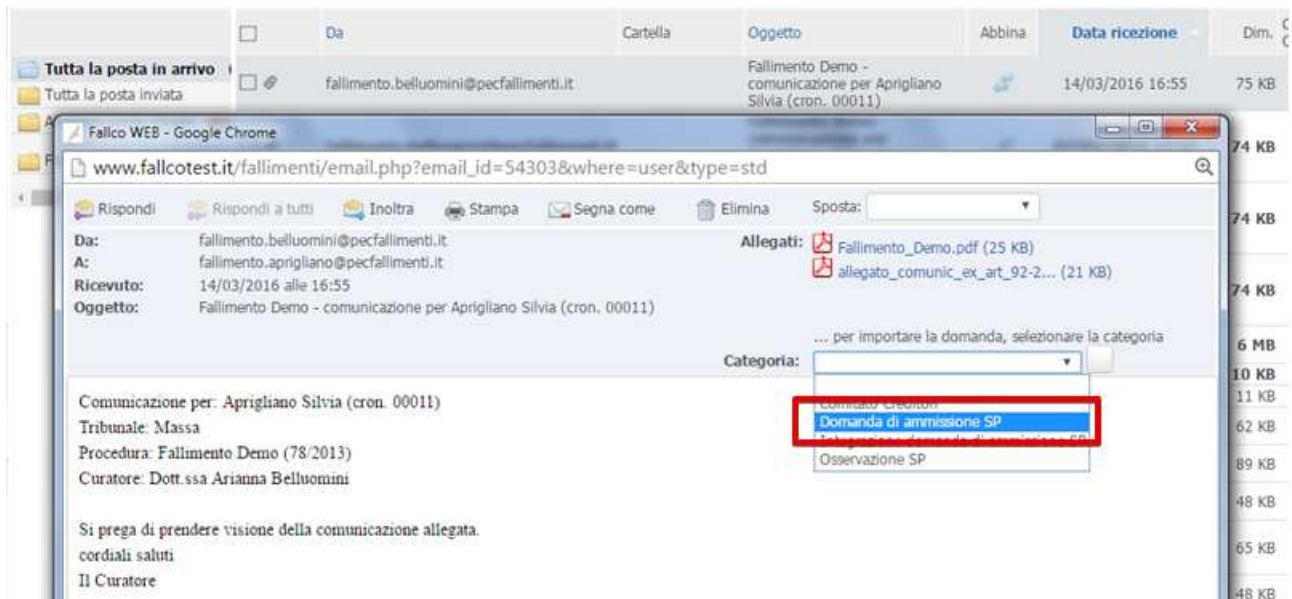 Da Cartella Oggetto Abbina Data ricezione Dim.
Tutta la posta in arrivo
Tutta la posta inviata
fallimento.belluomini@pecfallimenti.it
Fallimento Demo -
comunicazione per Aprigliano
Silvia (cron. 00011)
14/03/2016 16:55 75 KB
Fallco WEB - Google Chrome
74 KB
www.fallcotest.it/fallimenti/email.php?email_id=54303&where=user&type=std
Rispondi Rispondi a tutti Inoltra Stampa Segna come Elimina Sposta:
74 KB
Da: fallimento.belluomini@pecfallimenti.it
A: fallimento.aprigliano@pecfallimenti.it
Ricevuto: 14/03/2016 alle 16:55
Oggetto: Fallimento Demo - comunicazione per Aprigliano Silvia (cron. 00011)
Allegati: Fallimento_Demo.pdf (25 KB)
allegato_comunic_ex_art_92-2... (21 KB)
74 KB
... per importare la domanda, selezionare la categoria
6 MB
Categoria:
10 KB
Comitato Creditori
11 KB
Domanda di ammissione SP
62 KB
Integrazione domanda di ammissione SP
Osservazione SP
89 KB
Comunicazione per: Aprigliano Silvia (cron. 00011)
Tribunale: Massa
Procedura: Fallimento Demo (78/2013)
Curatore: Dott.ssa Arianna Belluomini
48 KB
Si prega di prendere visione della comunicazione allegata.
cordiali saluti
65 KB
Il Curatore
48 KB